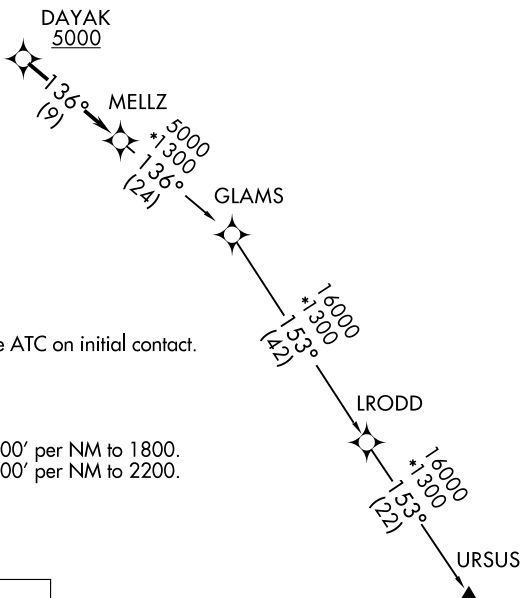 DAYAK
5000
136°
(9)
MELLZ
5000
*1300
136°
(24)
GLAMS
16000
*1300
153°
(42)
e ATC on initial contact.
LRODD
00' per NM to 1800.
00' per NM to 2200.
16000
*1300
153°
(22)
URSUS